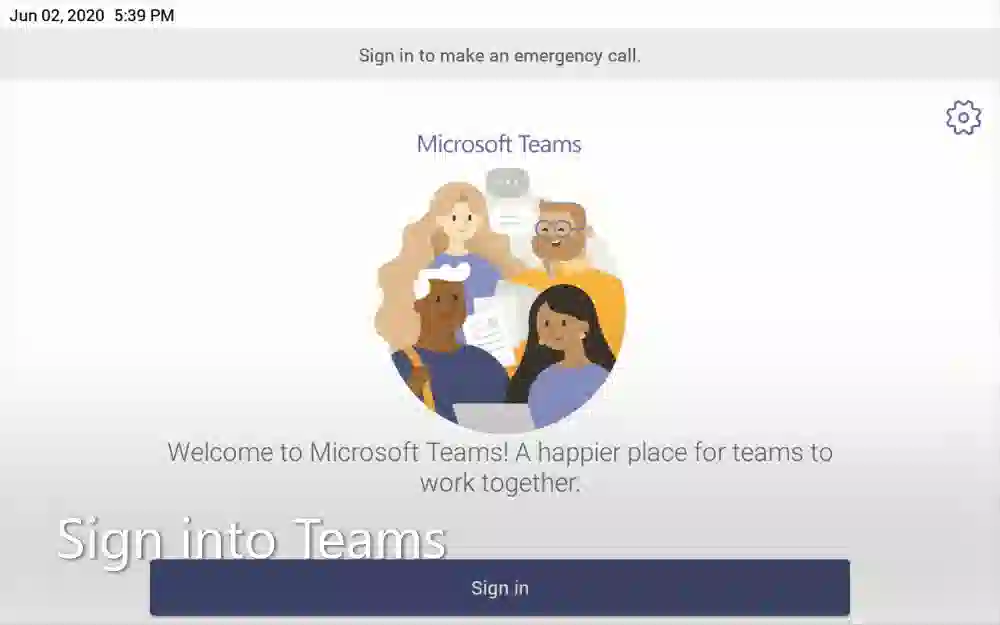 Jun 02, 2020 5:39 PM
Sign in to make an emergency call.
Microsoft Teams
Welcome to Microsoft Teams! A happier place for teams to
work together.
Sign into Teams
Sign in